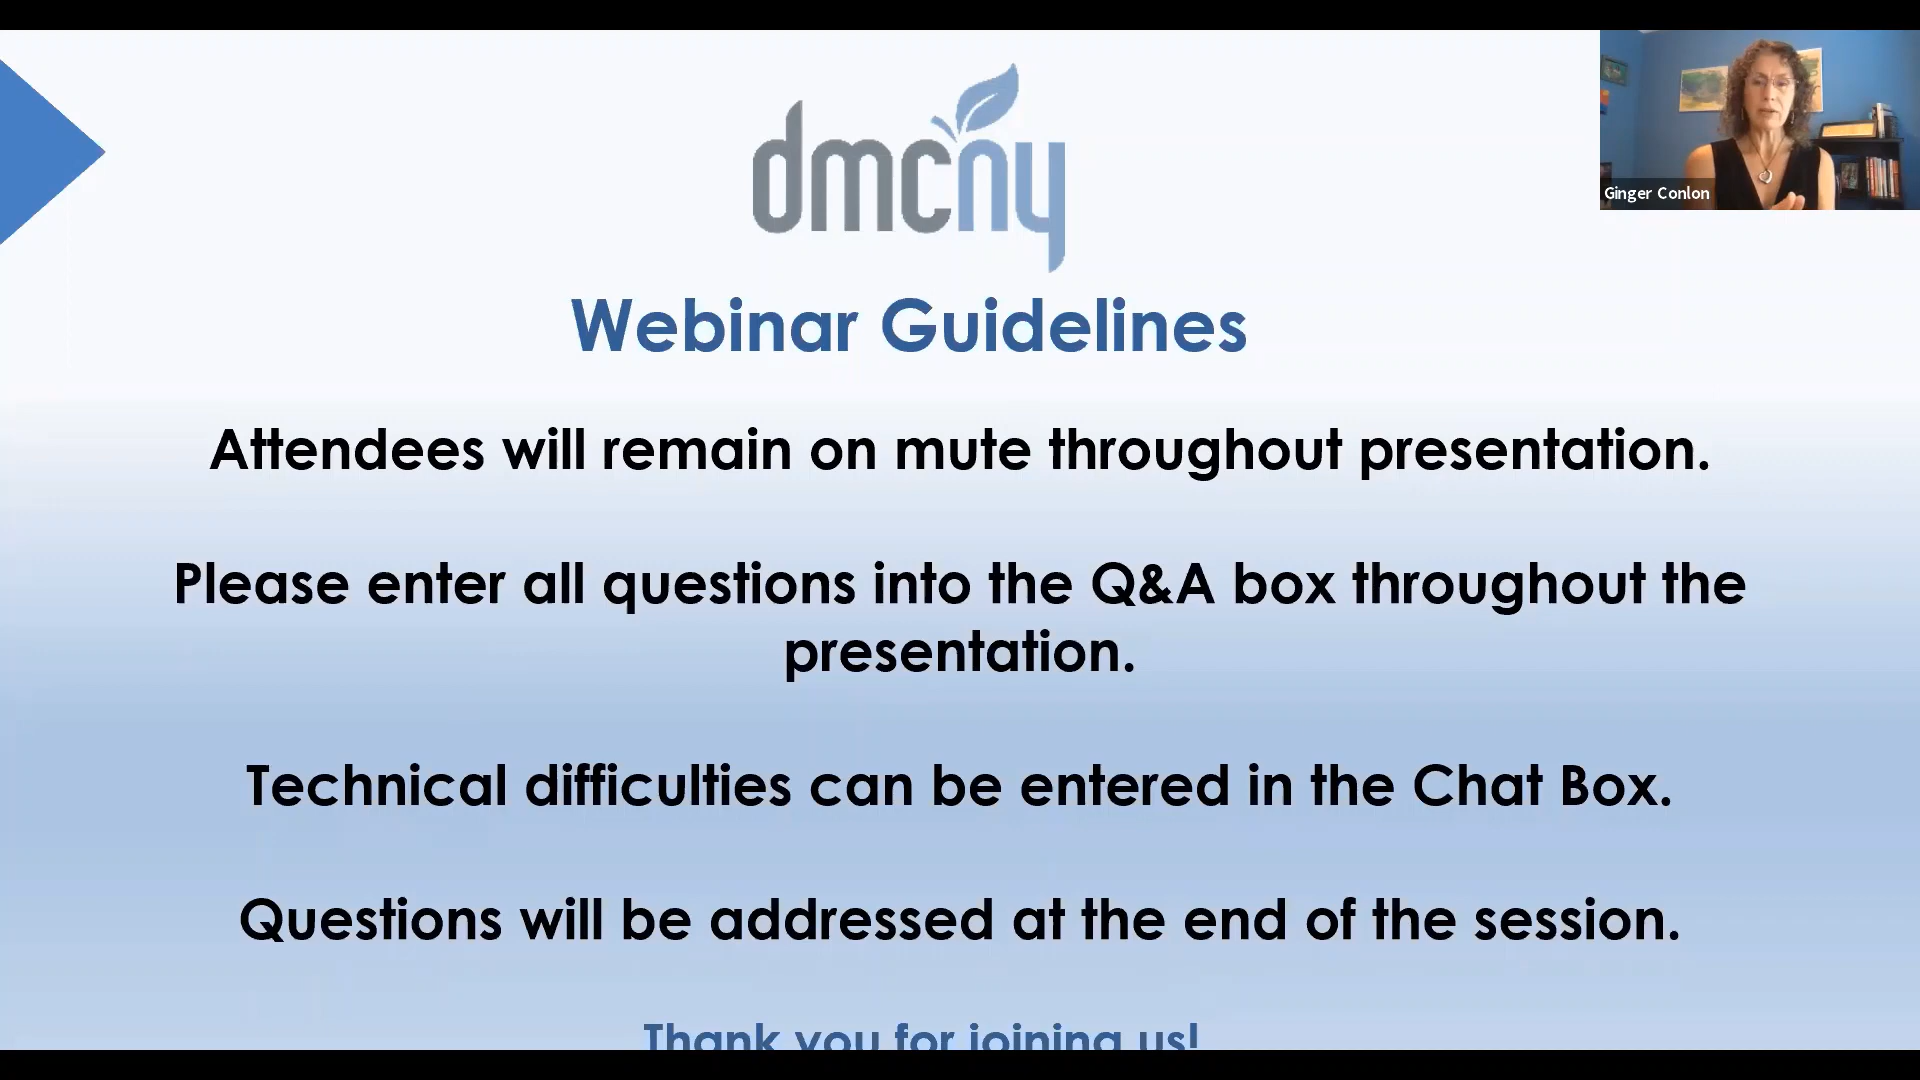 dmcny
Ginger Conlon
Webinar Guidelines
Attendees will remain on mute throughout presentation.
Please enter all questions into the Q&A box throughout the
presentation.
Technical difficulties can be entered in the Chat Box.
Questions will be addressed at the end of the session.
Thank you for joining us!